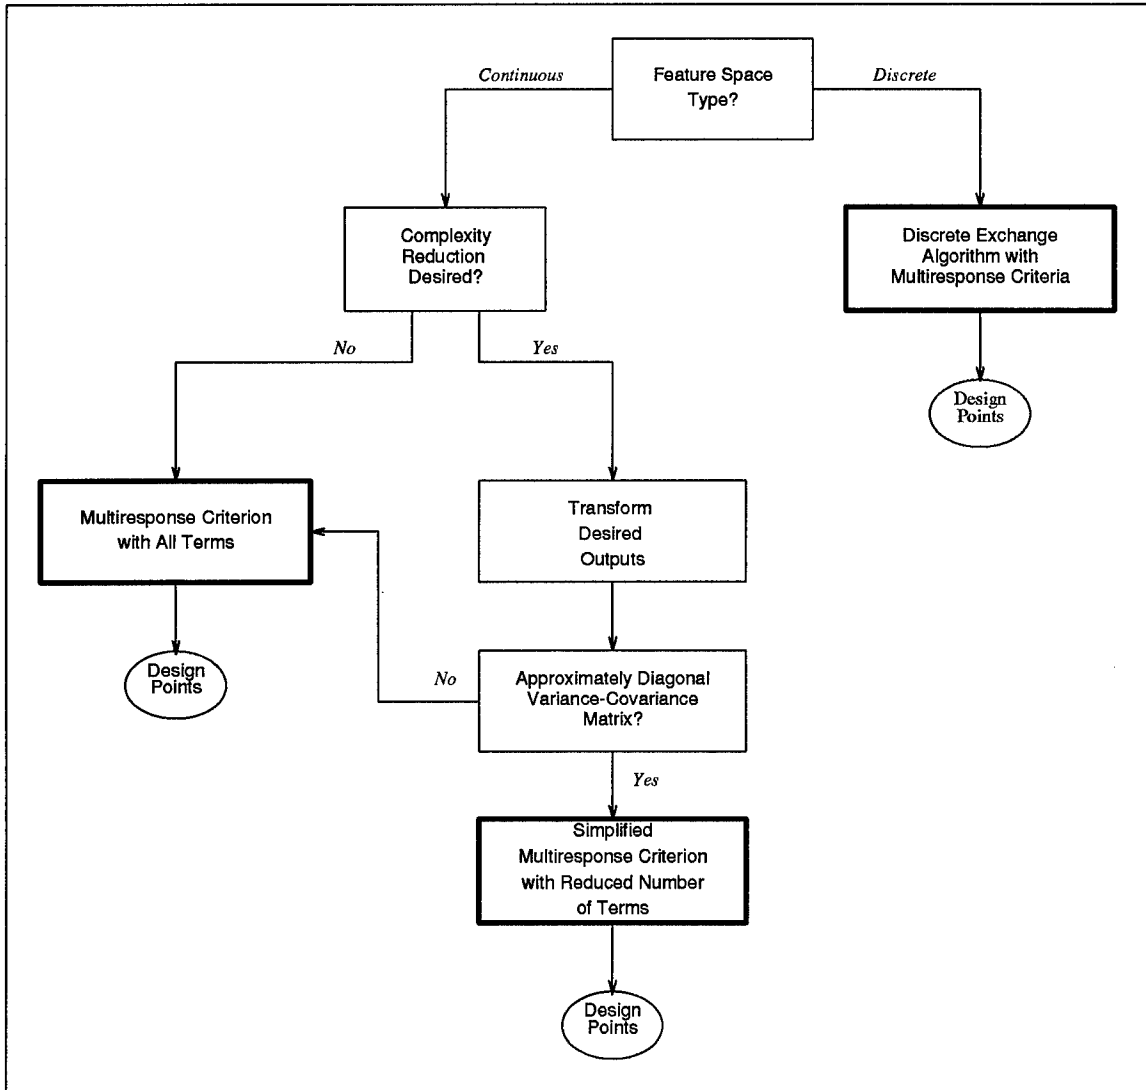 Feature Space
Type?
Continuous
Discrete
Complexity
Reduction
Desired?
Discrete Exchange
Algorithm with
Multiresponse Criteria
No
Yes
Design
Points
Multiresponse Criterion
with All Terms
Transform
Desired
Outputs
Design
Points
No
Approximately Diagonal
Variance-Covariance
Matrix?
Yes
Simplified
Multiresponse Criterion
with Reduced Number
of Terms
Design
Points